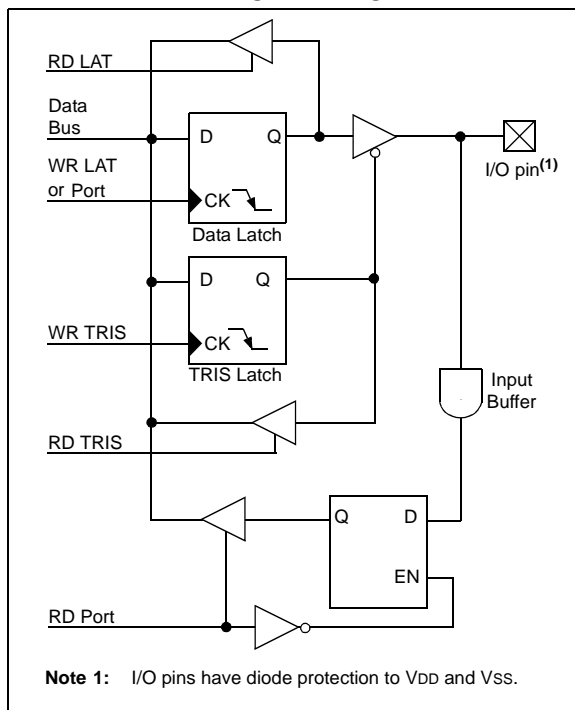 RD LAT
Data
Bus
D Q
WR LAT
or Port
CK
Data Latch
I/O pin(1)
D Q
WR TRIS
CK
TRIS Latch
Input
Buffer
RD TRIS
Q D
EN
RD Port
Note 1: I/O pins have diode protection to VDD and VSS.